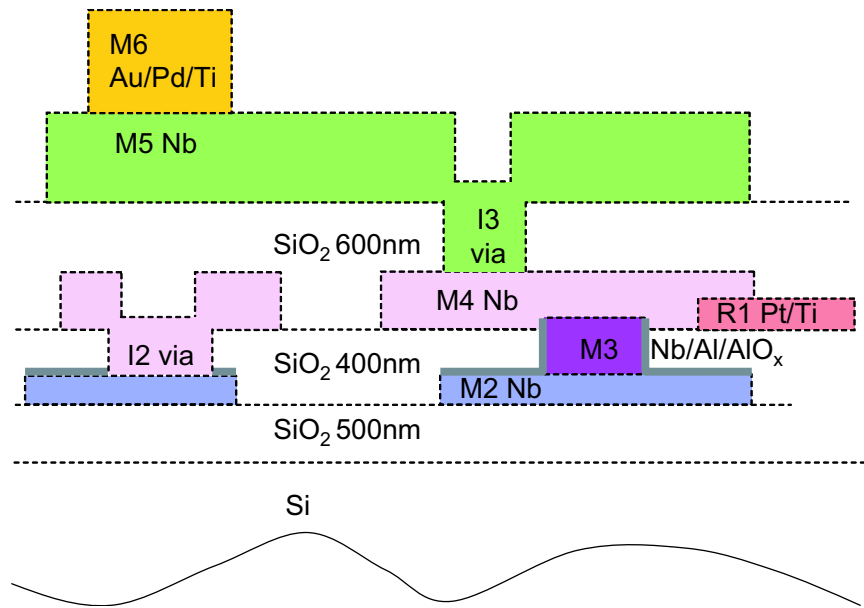 M6
Au/Pd/Ti
M5 Nb
I3
via
SiO₂ 600nm
M4 Nb
R1 Pt/Ti
I2 via
SiO₂ 400nm
M3
Nb/Al/AlOₓ
M2 Nb
SiO₂ 500nm
Si